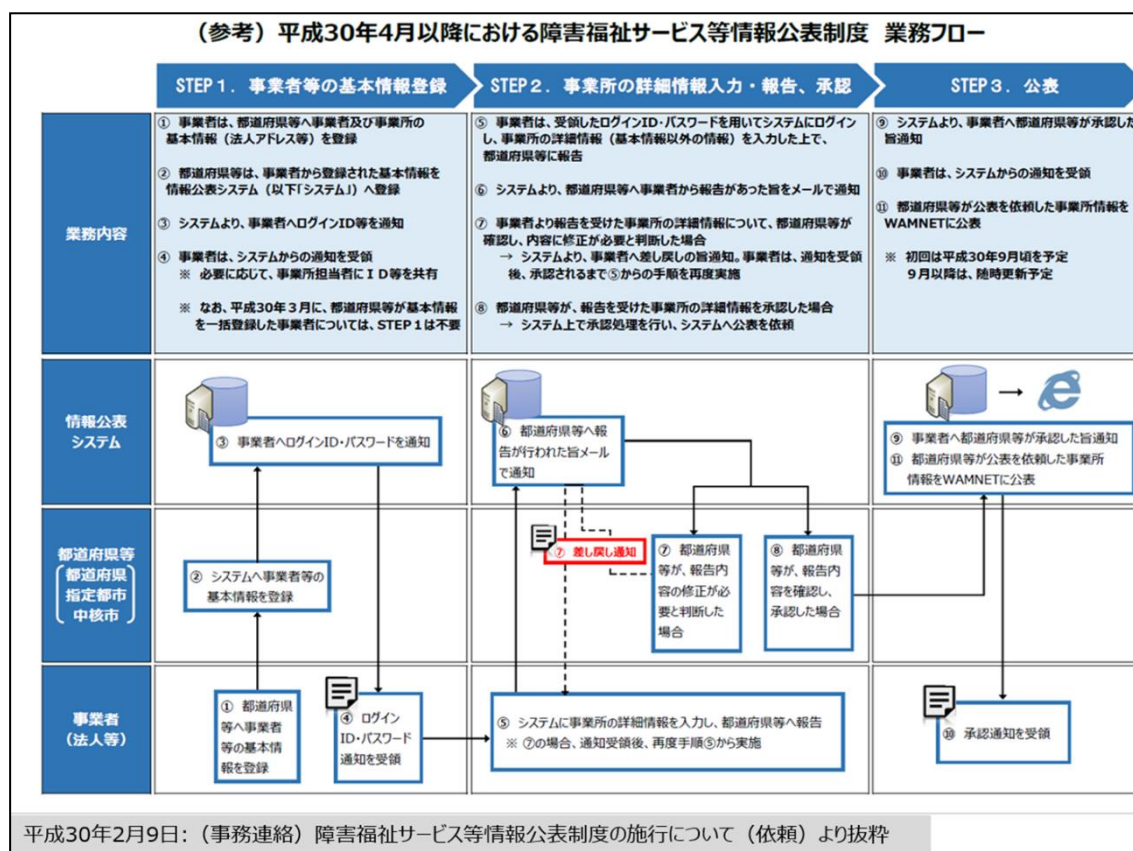 （参考）平成30年4月以降における障害福祉サービス等情報公表制度 業務フロー
STEP１．事業者等の基本情報登録
STEP２．事業所の詳細情報入力・報告、承認
STEP３．公表
業務内容
① 事業者は、都道府県等へ事業者及び事業所の
基本情報（法人アドレス等）を登録
② 都道府県等は、事業者から登録された基本情報を
情報公表システム（以下「システム」）へ登録
③ システムより、事業者へログインID等を通知
④ 事業者は、システムからの通知を受領
※ 必要に応じて、事業所担当者にＩＤ等を共有
※ なお、平成30年３月に、都道府県等が基本情報
を一括登録した事業者については、STEP１は不要
⑤ 事業者は、受領したログインID・パスワードを用いてシステムにログイン
し、事業所の詳細情報（基本情報以外の情報）を入力した上で、
都道府県等に報告
⑥ システムより、都道府県等へ事業者から報告があった旨をメールで通知
⑦ 事業者より報告を受けた事業所の詳細情報について、都道府県等が
確認し、内容に修正が必要と判断した場合
→ システムより、事業者へ差し戻しの旨通知。事業者は、通知を受領
後、承認されるまで⑤からの手順を再度実施
⑧ 都道府県等が、報告を受けた事業所の詳細情報を承認した場合
→ システム上で承認処理を行い、システムへ公表を依頼
⑨ システムより、事業者へ都道府県等が承認した
旨通知
⑩ 事業者は、システムからの通知を受領
⑪ 都道府県等が公表を依頼した事業所情報を
WAMNETに公表
※ 初回は平成30年9月頃を予定
９月以降は、随時更新予定
情報公表
システム
③ 事業者へログインID・パスワードを通知
⑥ 都道府県等へ報
告が行われた旨メール
で通知
⑨ 事業者へ都道府県等が承認した旨通知
⑪ 都道府県等が公表を依頼した事業所
情報をWAMNETに公表
都道府県等
都道府県
指定都市
中核市
② システムへ事業者等の
基本情報を登録
⑦ 差し戻し通知
⑦ 都道府県
等が、報告内
容の修正が必
要と判断した
場合
⑧ 都道府県
等が、報告内
容を確認し、
承認した場合
事業者
（法人等）
① 都道府県
等へ事業者
等の基本情
報を登録
④ ログイン
ID・パスワード
通知を受領
⑤ システムに事業所の詳細情報を入力し、都道府県等へ報告
※ ⑦の場合、通知受領後、再度手順⑤から実施
⑩ 承認通知を受領
平成30年2月9日:（事務連絡）障害福祉サービス等情報公表制度の施行について（依頼）より抜粋